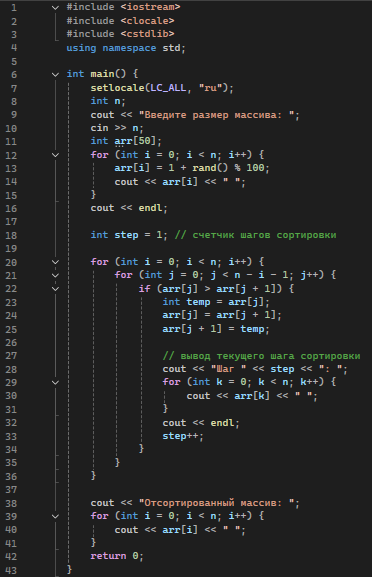 1 #include <iostream>
2 #include <clocale>
3 #include <cstdlib>
4 using namespace std;
5
6 int main() {
7 setlocale(LC_ALL, "ru");
8 int n;
9 cout << "Введите размер массива: ";
10 cin >> n;
11 int arr[50];
12 for (int i = 0; i < n; i++) {
13 arr[i] = 1 + rand() % 100;
14 cout << arr[i] << " ";
15 }
16 cout << endl;
17
18 int step = 1; // счетчик шагов сортировки
19
20 for (int i = 0; i < n; i++) {
21 for (int j = 0; j < n - i - 1; j++) {
22 if (arr[j] > arr[j + 1]) {
23 int temp = arr[j];
24 arr[j] = arr[j + 1];
25 arr[j + 1] = temp;
26
27 // вывод текущего шага сортировки
28 cout << "Шаг " << step << ": ";
29 for (int k = 0; k < n; k++) {
30 cout << arr[k] << " ";
31 }
32 cout << endl;
33 step++;
34 }
35 }
36 }
37
38 cout << "Отсортированный массив: ";
39 for (int i = 0; i < n; i++) {
40 cout << arr[i] << " ";
41 }
42 return 0;
43 }